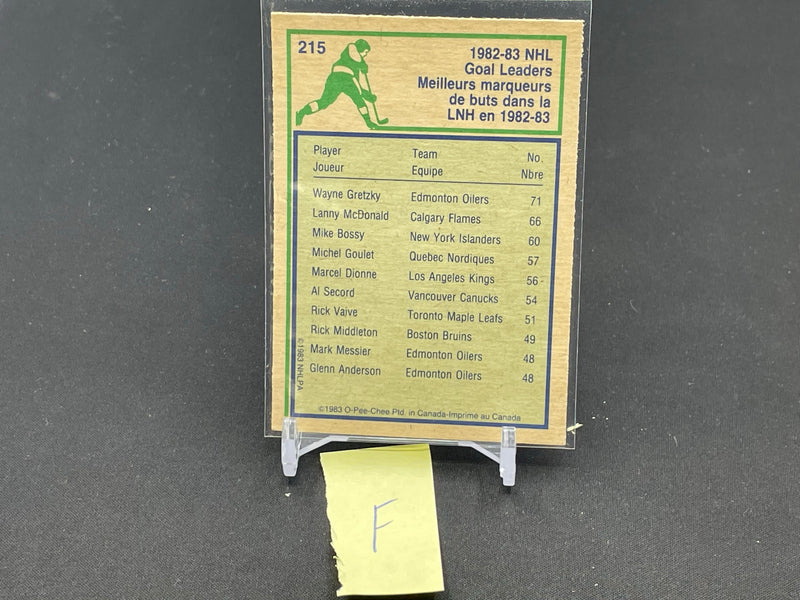 215
1982-83 NHL
Goal Leaders
Meilleurs marqueurs
de buts dans la
LNH en 1982-83
Player Team No.
Joueur Equipe Nbre
Wayne Gretzky Edmonton Oilers 71
Lanny McDonald Calgary Flames 66
Mike Bossy New York Islanders 60
Michel Goulet Quebec Nordiques 57
Marcel Dionne Los Angeles Kings 56
Al Secord Vancouver Canucks 54
Rick Vaive Toronto Maple Leafs 51
Rick Middleton Boston Bruins 49
Mark Messier Edmonton Oilers 48
Glenn Anderson Edmonton Oilers 48
©1983 NHLPA
©1983 O-Pee-Chee Ptd. in Canada-Imprimé au Canada
F